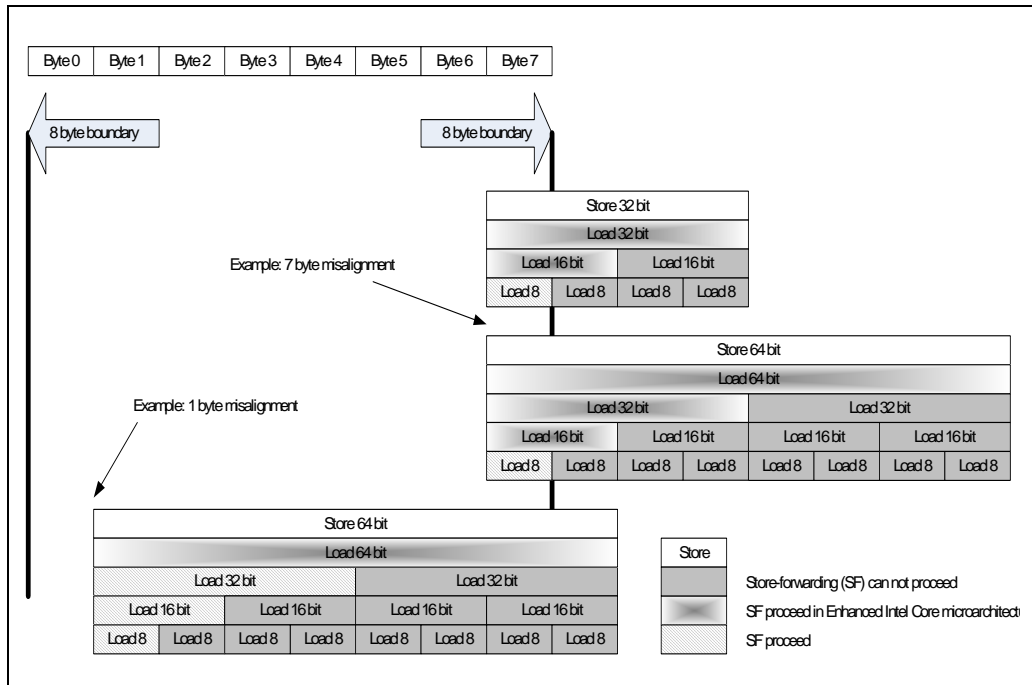 Byte 0 Byte 1 Byte 2 Byte 3 Byte 4 Byte 5 Byte 6 Byte 7
8 byte boundary 8 byte boundary
Store 32 bit
Load 32 bit
Example: 7 byte misalignment
Load 16 bit Load 16 bit
Load 8 Load 8 Load 8 Load 8
Store 64 bit
Load 64 bit
Example: 1 byte misalignment
Load 32 bit Load 32 bit
Load 16 bit Load 16 bit Load 16 bit Load 16 bit
Load 8 Load 8 Load 8 Load 8 Load 8 Load 8 Load 8 Load 8
Store 64 bit
Load 64 bit
Load 32 bit Load 32 bit
Load 16 bit Load 16 bit Load 16 bit Load 16 bit
Load 8 Load 8 Load 8 Load 8 Load 8 Load 8 Load 8 Load 8
Store
Store-forwarding (SF) can not proceed
SF proceed in Enhanced Intel Core microarchitectu
SF proceed